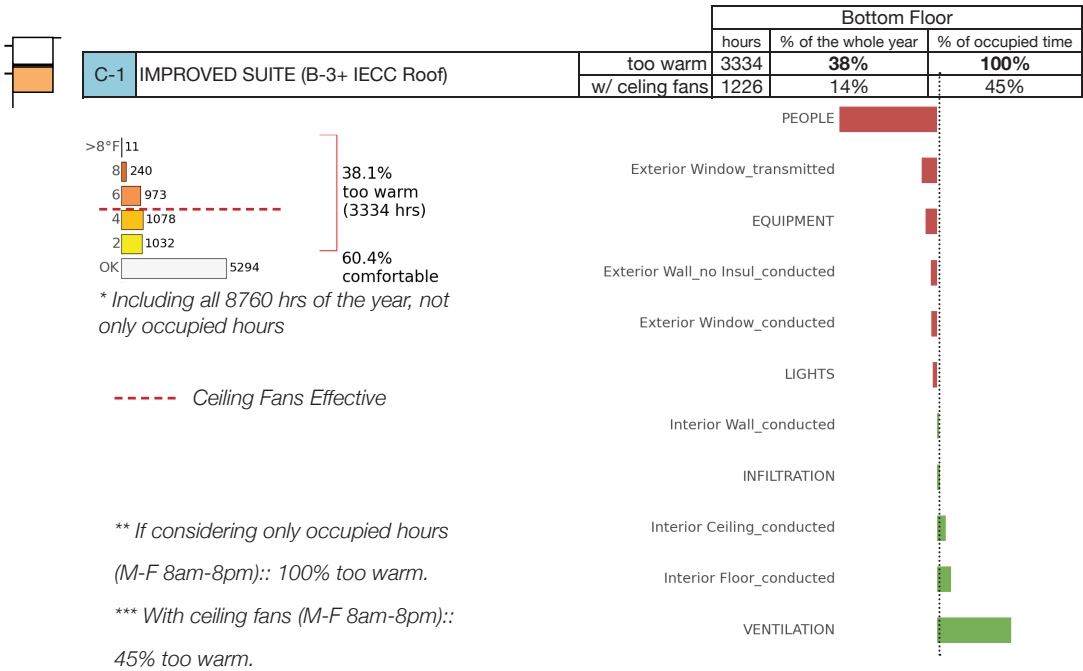 Bottom Floor
hours % of the whole year % of occupied time
C-1 IMPROVED SUITE (B-3+ IECC Roof) too warm 3334 38% 100%
w/ celing fans 1226 14% 45%
>8°F 11
8 240
6 973
4 1078
2 1032
OK 5294
38.1%
too warm
(3334 hrs)
60.4%
comfortable
* Including all 8760 hrs of the year, not
only occupied hours
Ceiling Fans Effective
** If considering only occupied hours
(M-F 8am-8pm):: 100% too warm.
*** With ceiling fans (M-F 8am-8pm)::
45% too warm.
PEOPLE
Exterior Window_transmitted
EQUIPMENT
Exterior Wall_no Insul_conducted
Exterior Window_conducted
LIGHTS
Interior Wall_conducted
INFILTRATION
Interior Ceiling_conducted
Interior Floor_conducted
VENTILATION